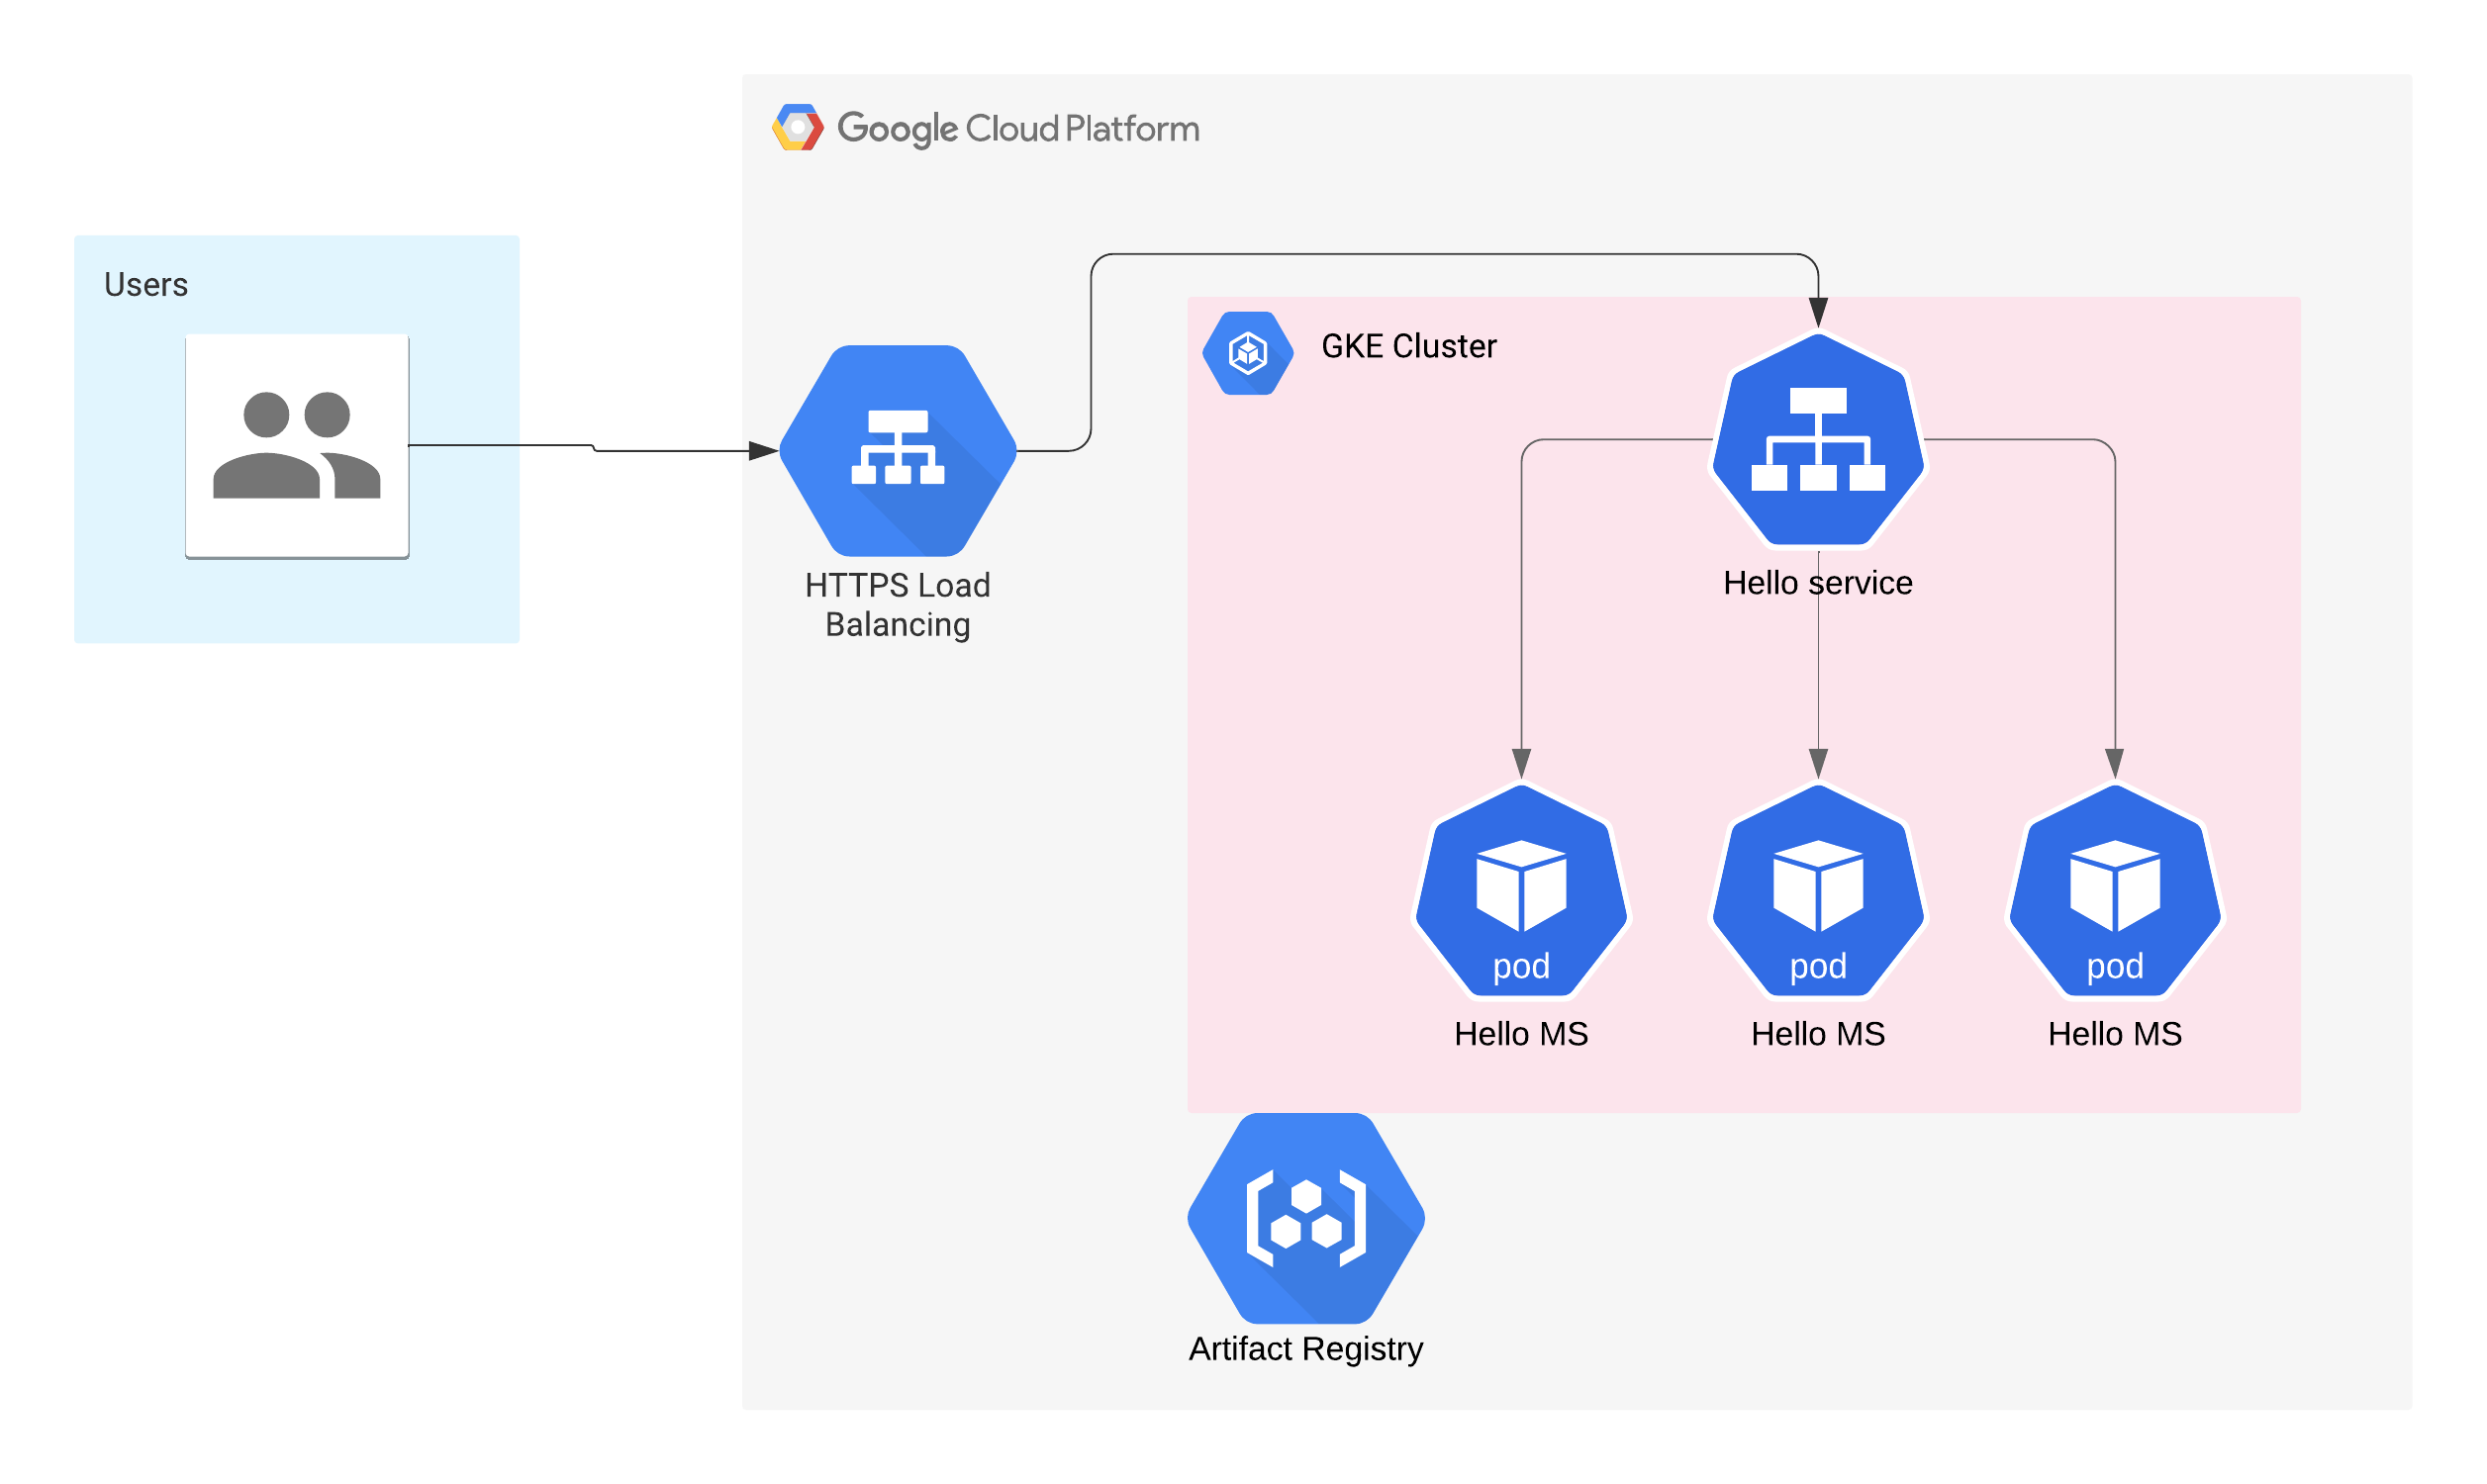 Google Cloud Platform
Users
GKE Cluster
HTTPS Load
Balancing
Hello service
pod
pod
pod
Hello MS
Hello MS
Hello MS
Artifact Registry